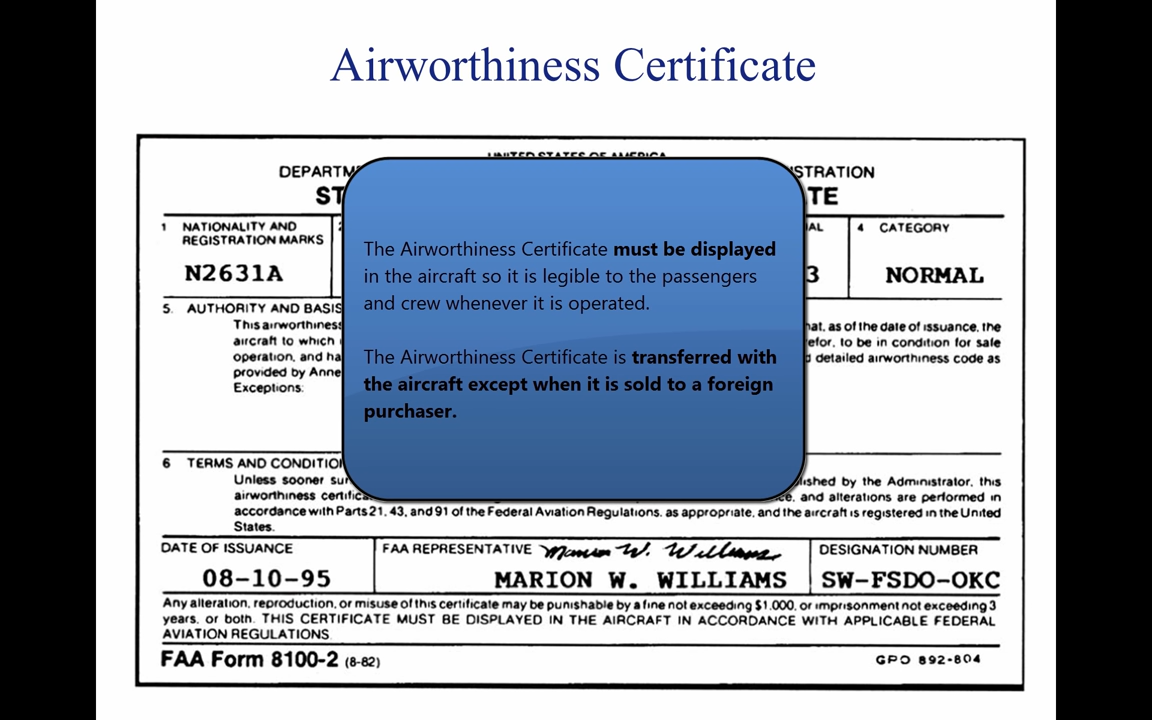 Airworthiness Certificate
UNITED STATES OF AMERICA
DEPARTM STRATION
ST TE
1 NATIONALITY AND REGISTRATION MARKS
N2631A
2
AL
3
4 CATEGORY
NORMAL
The Airworthiness Certificate must be displayed
in the aircraft so it is legible to the passengers
and crew whenever it is operated.
The Airworthiness Certificate is transferred with
the aircraft except when it is sold to a foreign
purchaser.
5. AUTHORITY AND BASIS
This airworthiness hat, as of the date of issuance, the
aircraft to which efor, to be in condition for safe
operation, and ha d detailed airworthiness code as
provided by Anne
Exceptions:
6 TERMS AND CONDITIO
Unless sooner sur ished by the Administrator, this
airworthiness certifica ce, and alterations are performed in
accordance with Parts 21, 43, and 91 of the Federal Aviation Regulations, as appropriate, and the aircraft is registered in the United
States.
DATE OF ISSUANCE
08-10-95
FAA REPRESENTATIVE Marion W. Williams
MARION W. WILLIAMS
DESIGNATION NUMBER
SW-FSDO-OKC
Any alteration, reproduction, or misuse of this certificate may be punishable by a fine not exceeding $1,000, or imprisonment not exceeding 3
years, or both. THIS CERTIFICATE MUST BE DISPLAYED IN THE AIRCRAFT IN ACCORDANCE WITH APPLICABLE FEDERAL
AVIATION REGULATIONS.
FAA Form 8100-2 (8-82) GPO 892-804